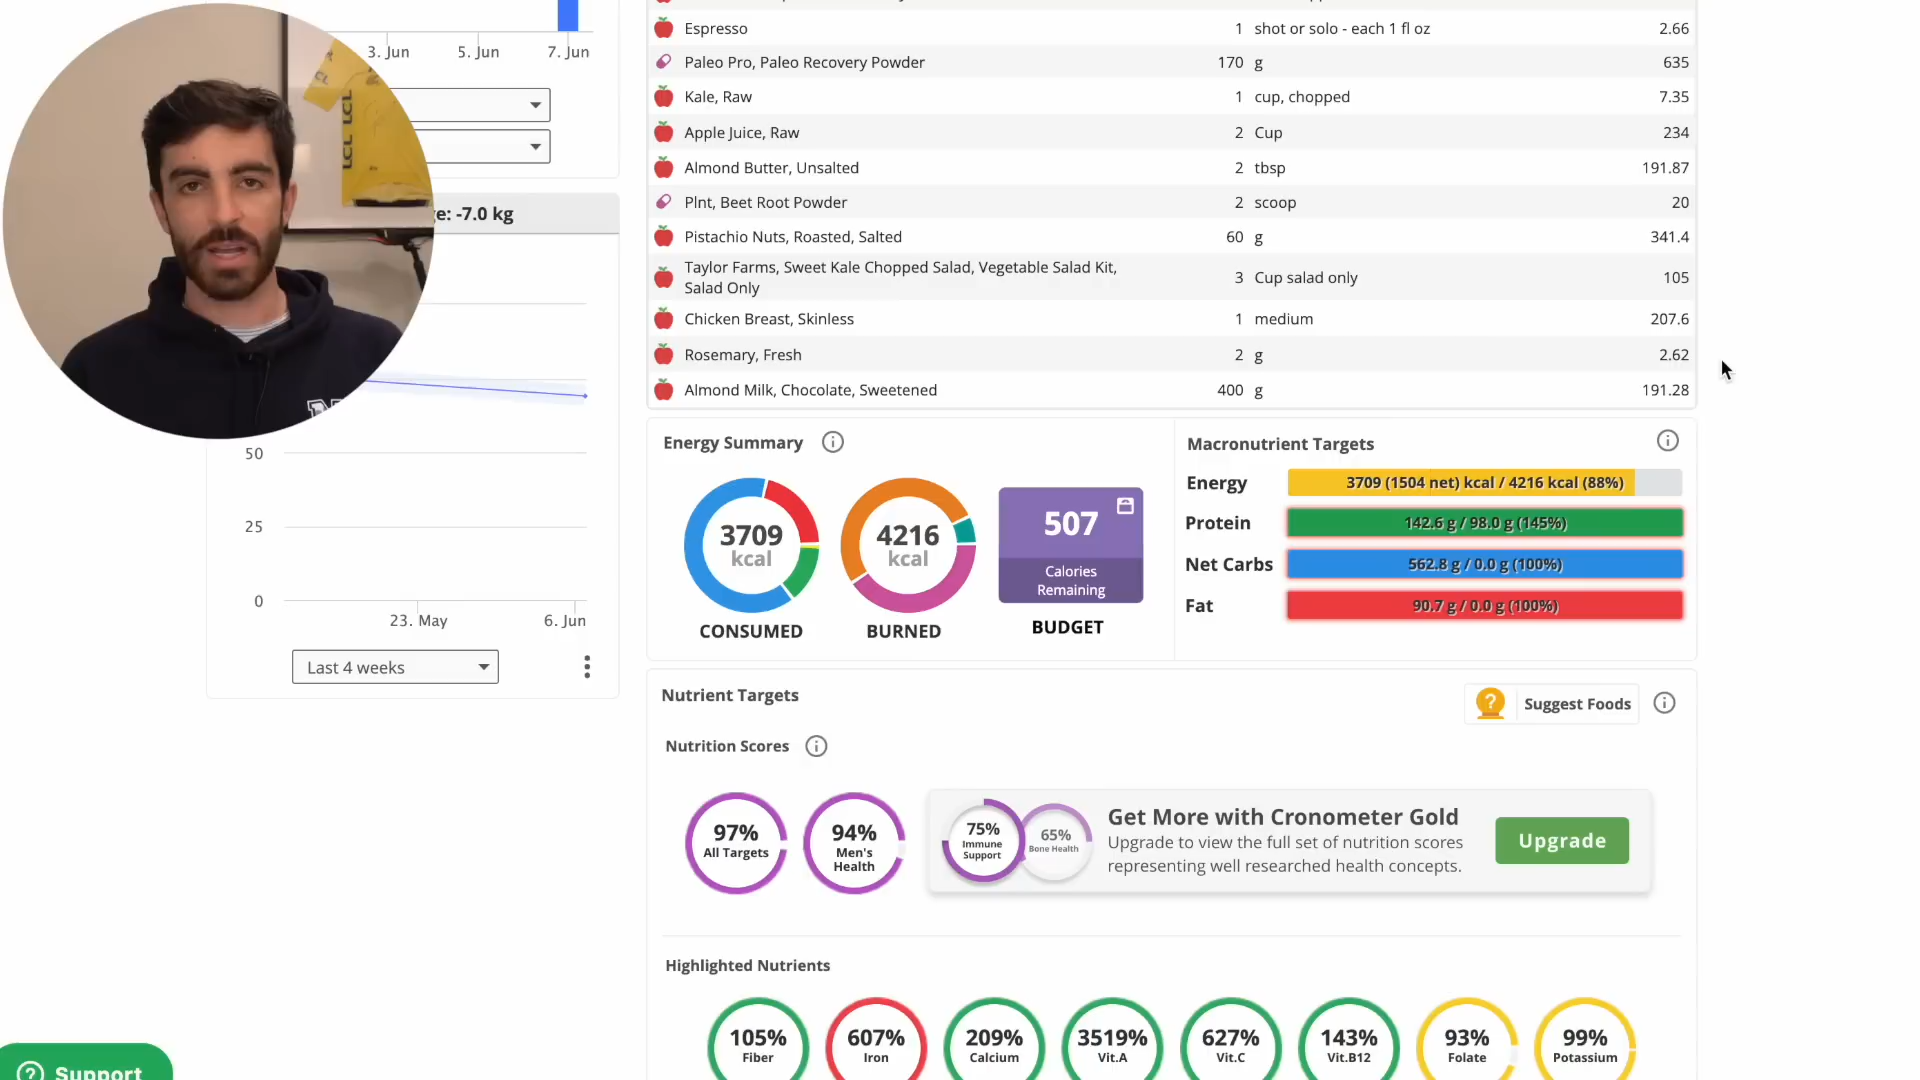 3. Jun
5. Jun
7. Jun
LCL LCL
e: -7.0 kg
50
25
0
23. May
6. Jun
Last 4 weeks
Support
Espresso 1 shot or solo - each 1 fl oz 2.66
Paleo Pro, Paleo Recovery Powder 170 g 635
Kale, Raw 1 cup, chopped 7.35
Apple Juice, Raw 2 Cup 234
Almond Butter, Unsalted 2 tbsp 191.87
Plnt, Beet Root Powder 2 scoop 20
Pistachio Nuts, Roasted, Salted 60 g 341.4
Taylor Farms, Sweet Kale Chopped Salad, Vegetable Salad Kit,
Salad Only 3 Cup salad only 105
Chicken Breast, Skinless 1 medium 207.6
Rosemary, Fresh 2 g 2.62
Almond Milk, Chocolate, Sweetened 400 g 191.28
Energy Summary
3709
kcal
CONSUMED
4216
kcal
BURNED
507
Calories
Remaining
BUDGET
Macronutrient Targets
Energy 3709 (1504 net) kcal / 4216 kcal (88%)
Protein 142.6 g / 98.0 g (145%)
Net Carbs 562.8 g / 0.0 g (100%)
Fat 90.7 g / 0.0 g (100%)
Nutrient Targets
Suggest Foods
Nutrition Scores
97%
All Targets
94%
Men's
Health
75%
Immune
Support
65%
Bone Health
Get More with Cronometer Gold
Upgrade to view the full set of nutrition scores
representing well researched health concepts.
Upgrade
Highlighted Nutrients
105%
Fiber
607%
Iron
209%
Calcium
3519%
Vit.A
627%
Vit.C
143%
Vit.B12
93%
Folate
99%
Potassium